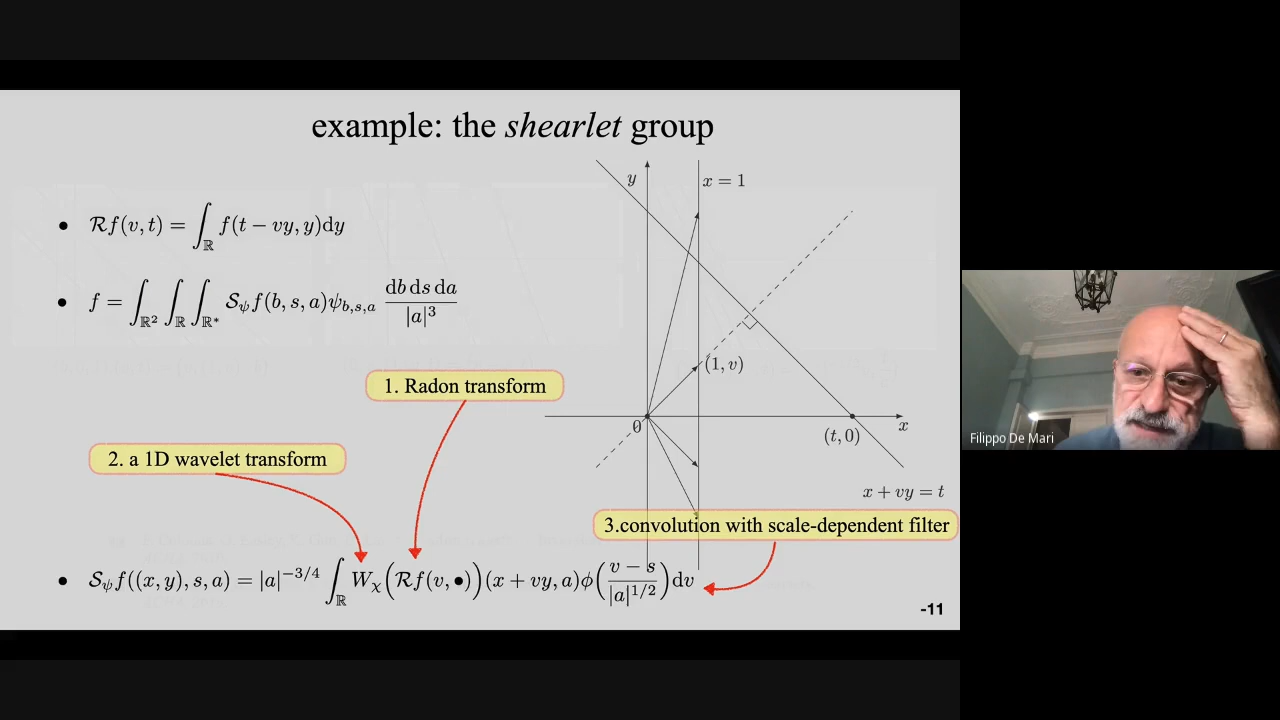 example: the shearlet group
• ℛf(v, t) = ∫_ℝ f(t − vy, y)dy
• f = ∫_ℝ² ∫_ℝ ∫_ℝ* 𝒮_ψ f(b, s, a)ψ_{b,s,a} db ds da / |a|³
y
x = 1
(1, v)
0
(t, 0)
x
x + vy = t
1. Radon transform
2. a 1D wavelet transform
3.convolution with scale-dependent filter
• 𝒮_ψ f((x, y), s, a) = |a|^{−3/4} ∫_ℝ W_χ(ℛf(v, •))(x + vy, a)ϕ((v − s) / |a|^{1/2})dv
-11
Filippo De Mari